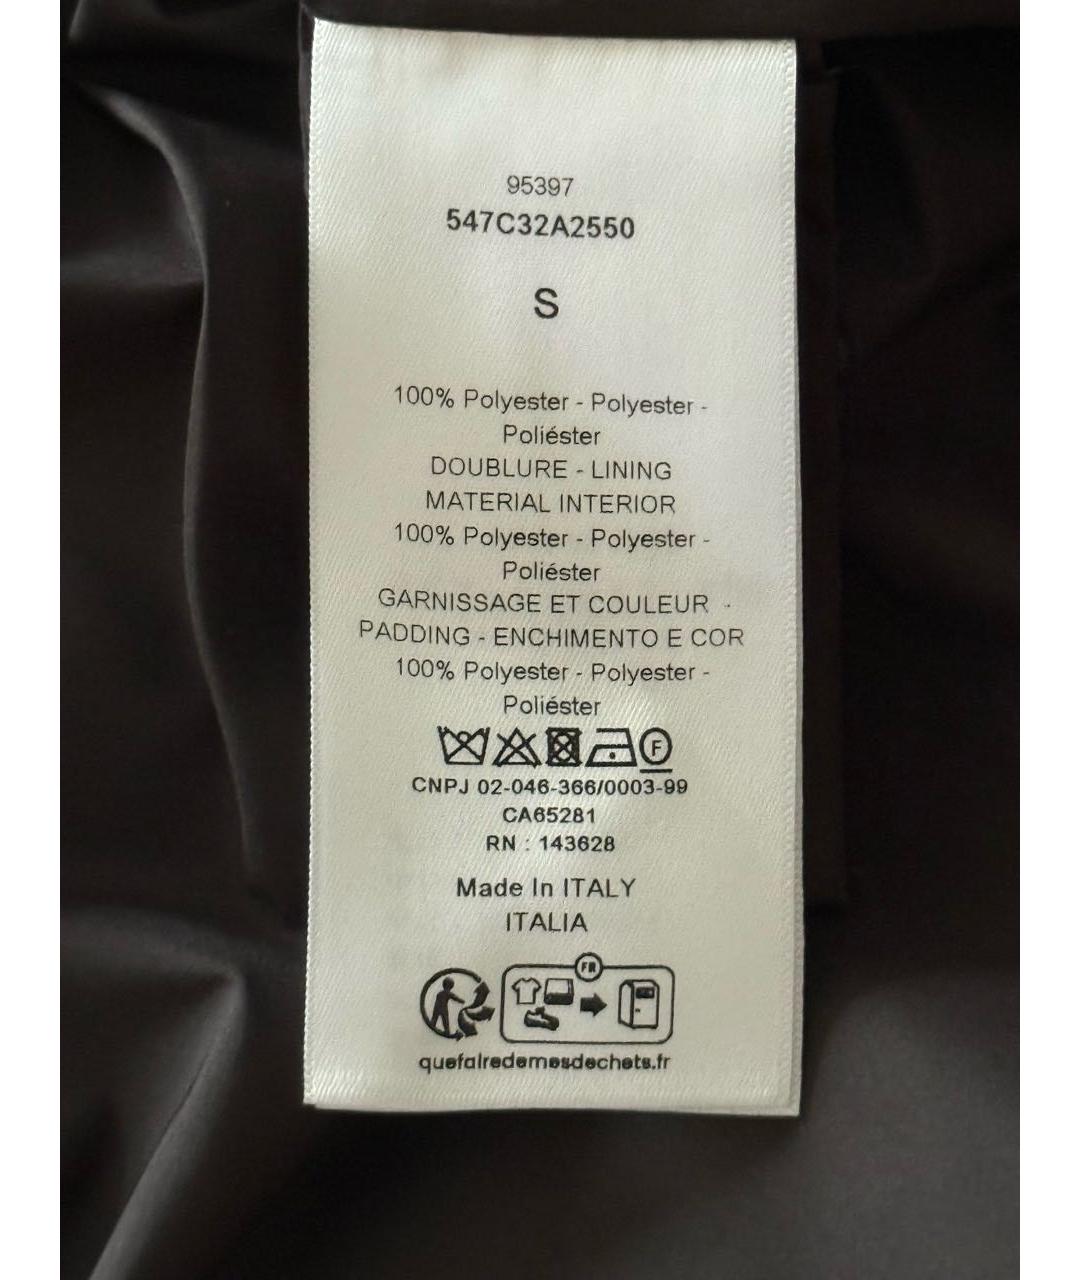 95397
547C32A2550
S
100% Polyester - Polyester -
Poliéster
DOUBLURE - LINING
MATERIAL INTERIOR
100% Polyester - Polyester -
Poliéster
GARNISSAGE ET COULEUR -
PADDING - ENCHIMENTO E COR
100% Polyester - Polyester -
Poliéster
F
CNPJ 02-046-366/0003-99
CA65281
RN : 143628
Made In ITALY
ITALIA
FR
quefairedemesdechets.fr